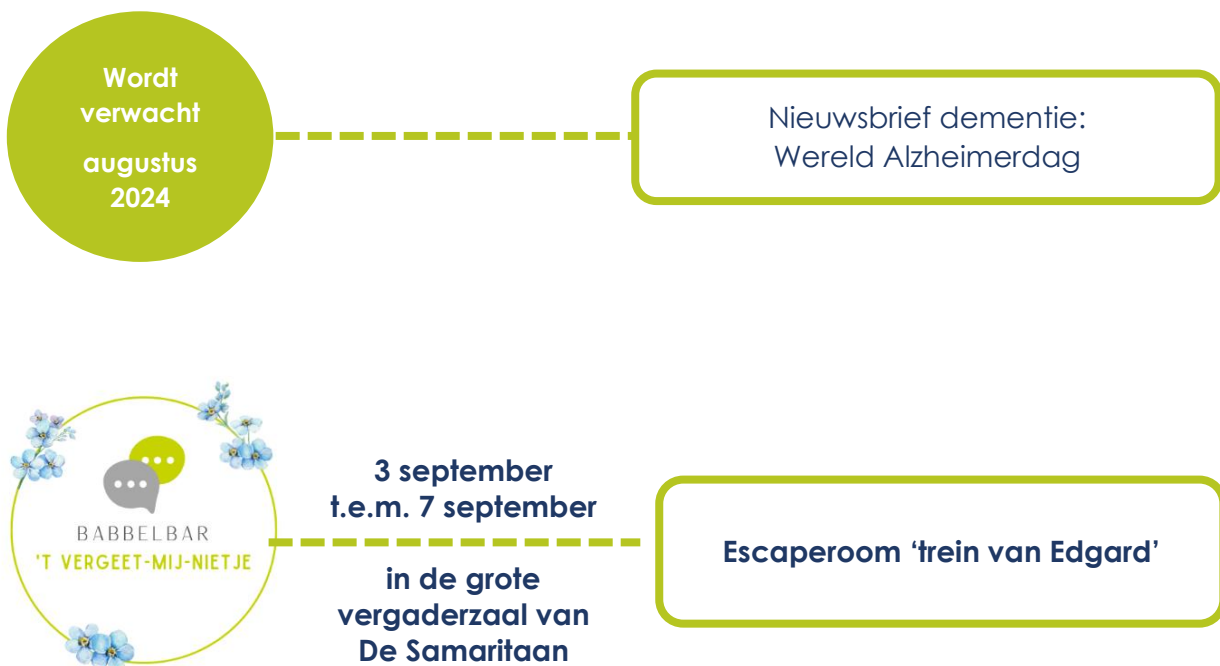 Wordt
verwacht
augustus
2024
Nieuwsbrief dementie:
Wereld Alzheimerdag
BABBELBAR
'T VERGEET-MIJ-NIETJE
3 september
t.e.m. 7 september
in de grote
vergaderzaal van
De Samaritaan
Escaperoom ‘trein van Edgard’